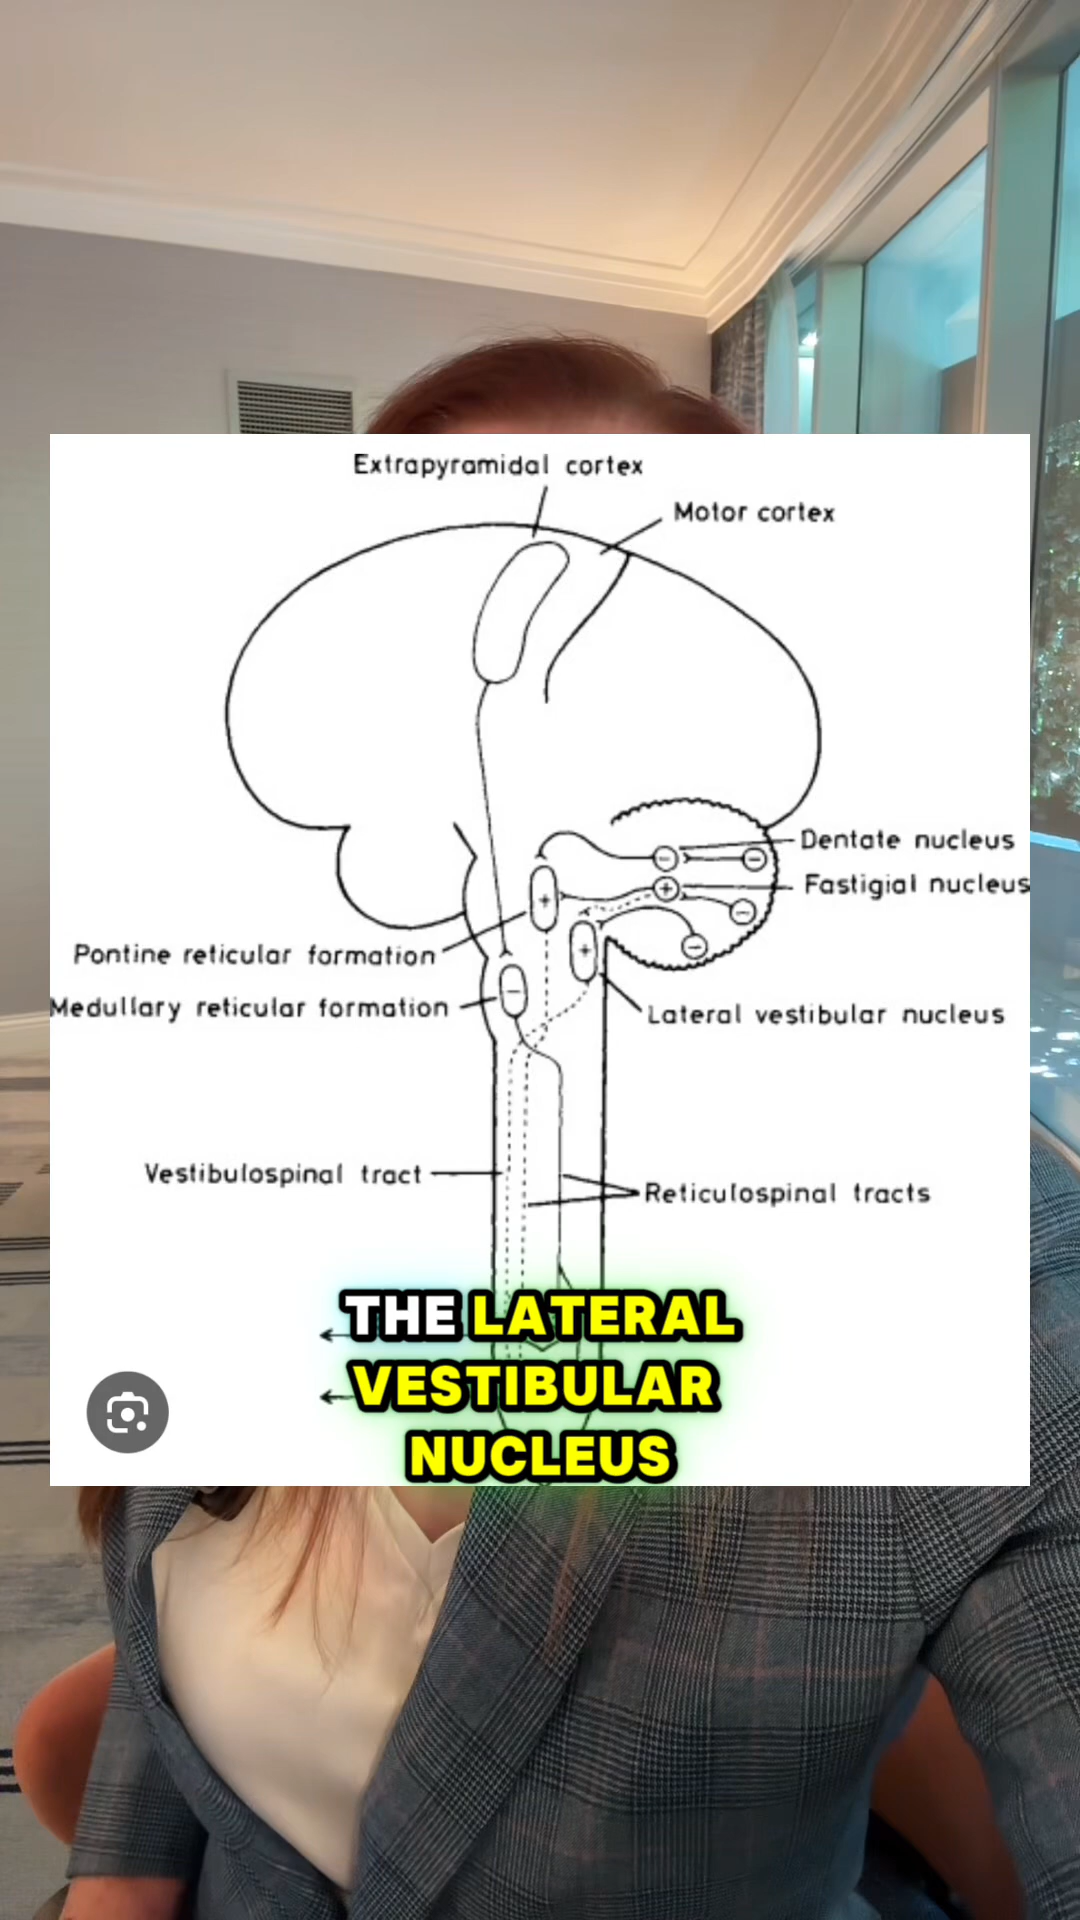 Extrapyramidal cortex
Motor cortex
Dentate nucleus
Fastigial nucleus
Pontine reticular formation
Medullary reticular formation
Lateral vestibular nucleus
Vestibulospinal tract
Reticulospinal tracts
THE LATERAL
VESTIBULAR
NUCLEUS